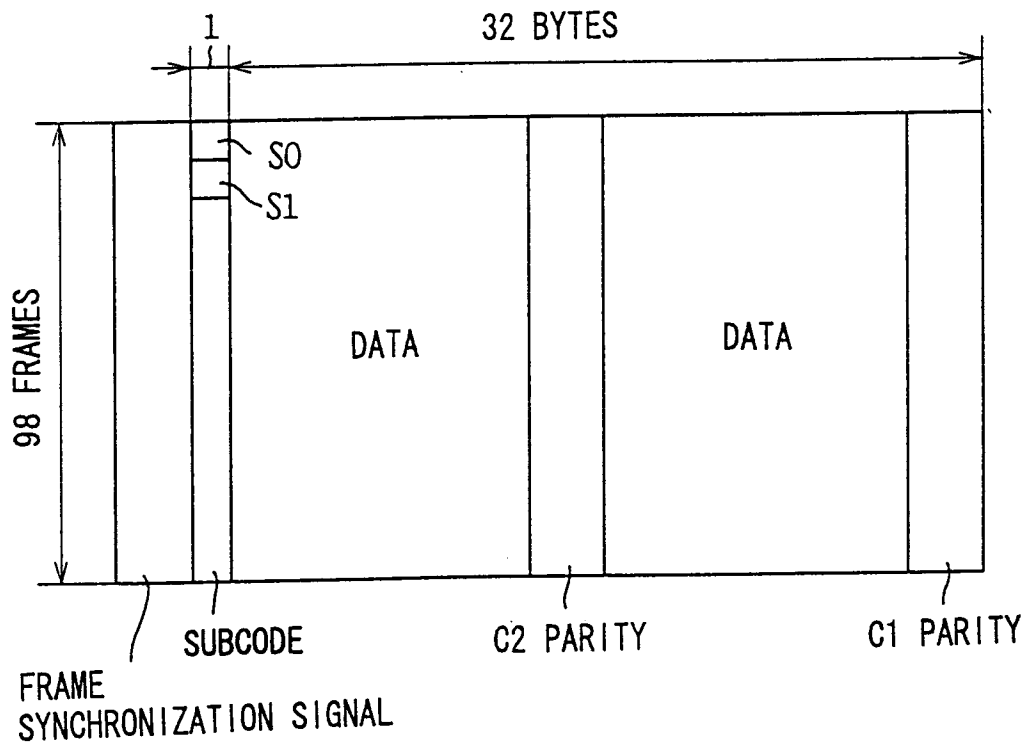 1
32 BYTES
S0
S1
98 FRAMES
DATA
DATA
SUBCODE
C2 PARITY
C1 PARITY
FRAME
SYNCHRONIZATION SIGNAL